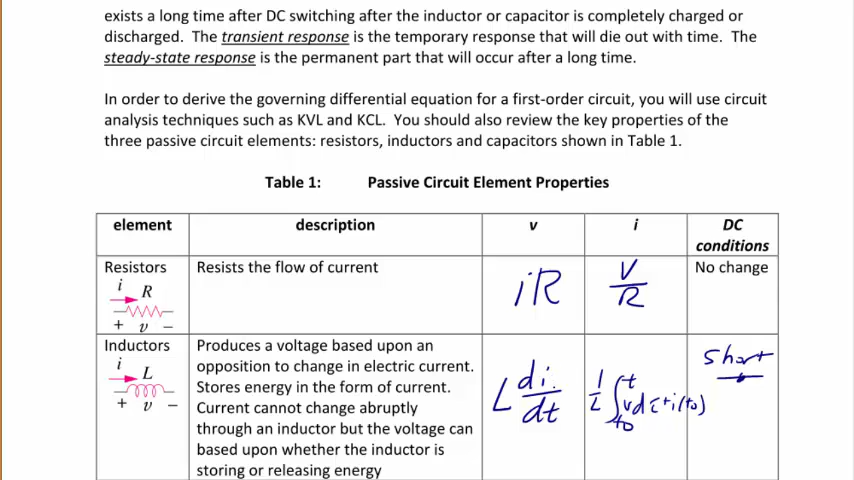 exists a long time after DC switching after the inductor or capacitor is completely charged or
discharged.  The transient response is the temporary response that will die out with time.  The
steady-state response is the permanent part that will occur after a long time.
In order to derive the governing differential equation for a first-order circuit, you will use circuit
analysis techniques such as KVL and KCL.  You should also review the key properties of the
three passive circuit elements: resistors, inductors and capacitors shown in Table 1.
Table 1: Passive Circuit Element Properties
element description v i DC
conditions
Resistors Resists the flow of current iR V/R No change
i R
+ v –
Inductors Produces a voltage based upon an
opposition to change in electric current.
Stores energy in the form of current.
Current cannot change abruptly
through an inductor but the voltage can
based upon whether the inductor is
storing or releasing energy
i L
+ v –
L di/dt
1/L ∫ t to v dτ + i(to)
short